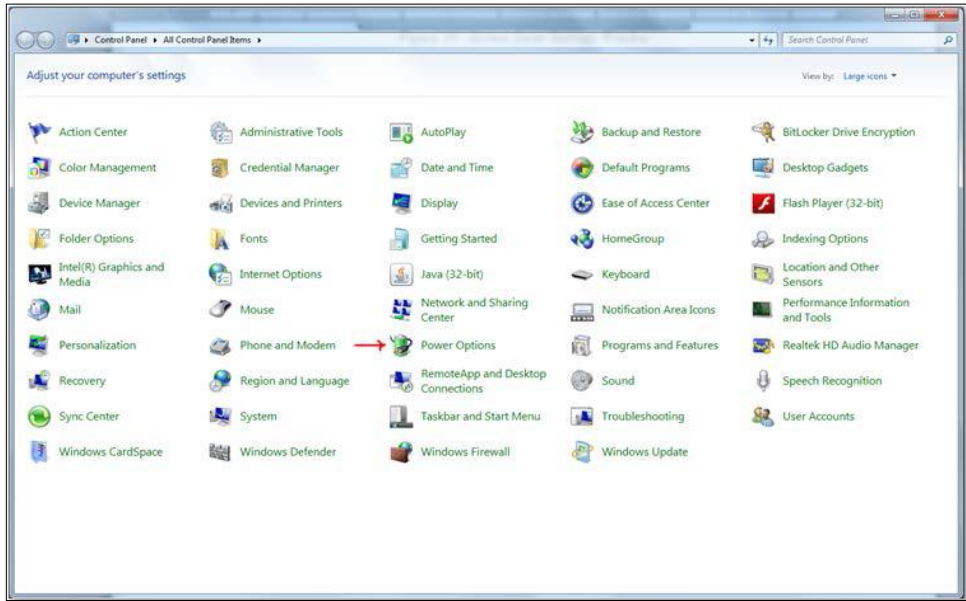 Control Panel ▸ All Control Panel Items ▸
Search Control Panel
Adjust your computer's settings
View by: Large icons
Action Center
Administrative Tools
AutoPlay
Backup and Restore
BitLocker Drive Encryption
Color Management
Credential Manager
Date and Time
Default Programs
Desktop Gadgets
Device Manager
Devices and Printers
Display
Ease of Access Center
Flash Player (32-bit)
Folder Options
Fonts
Getting Started
HomeGroup
Indexing Options
Intel(R) Graphics and
Media
Internet Options
Java (32-bit)
Keyboard
Location and Other
Sensors
Mail
Mouse
Network and Sharing
Center
Notification Area Icons
Performance Information
and Tools
Personalization
Phone and Modem
Power Options
Programs and Features
Realtek HD Audio Manager
Recovery
Region and Language
RemoteApp and Desktop
Connections
Sound
Speech Recognition
Sync Center
System
Taskbar and Start Menu
Troubleshooting
User Accounts
Windows CardSpace
Windows Defender
Windows Firewall
Windows Update